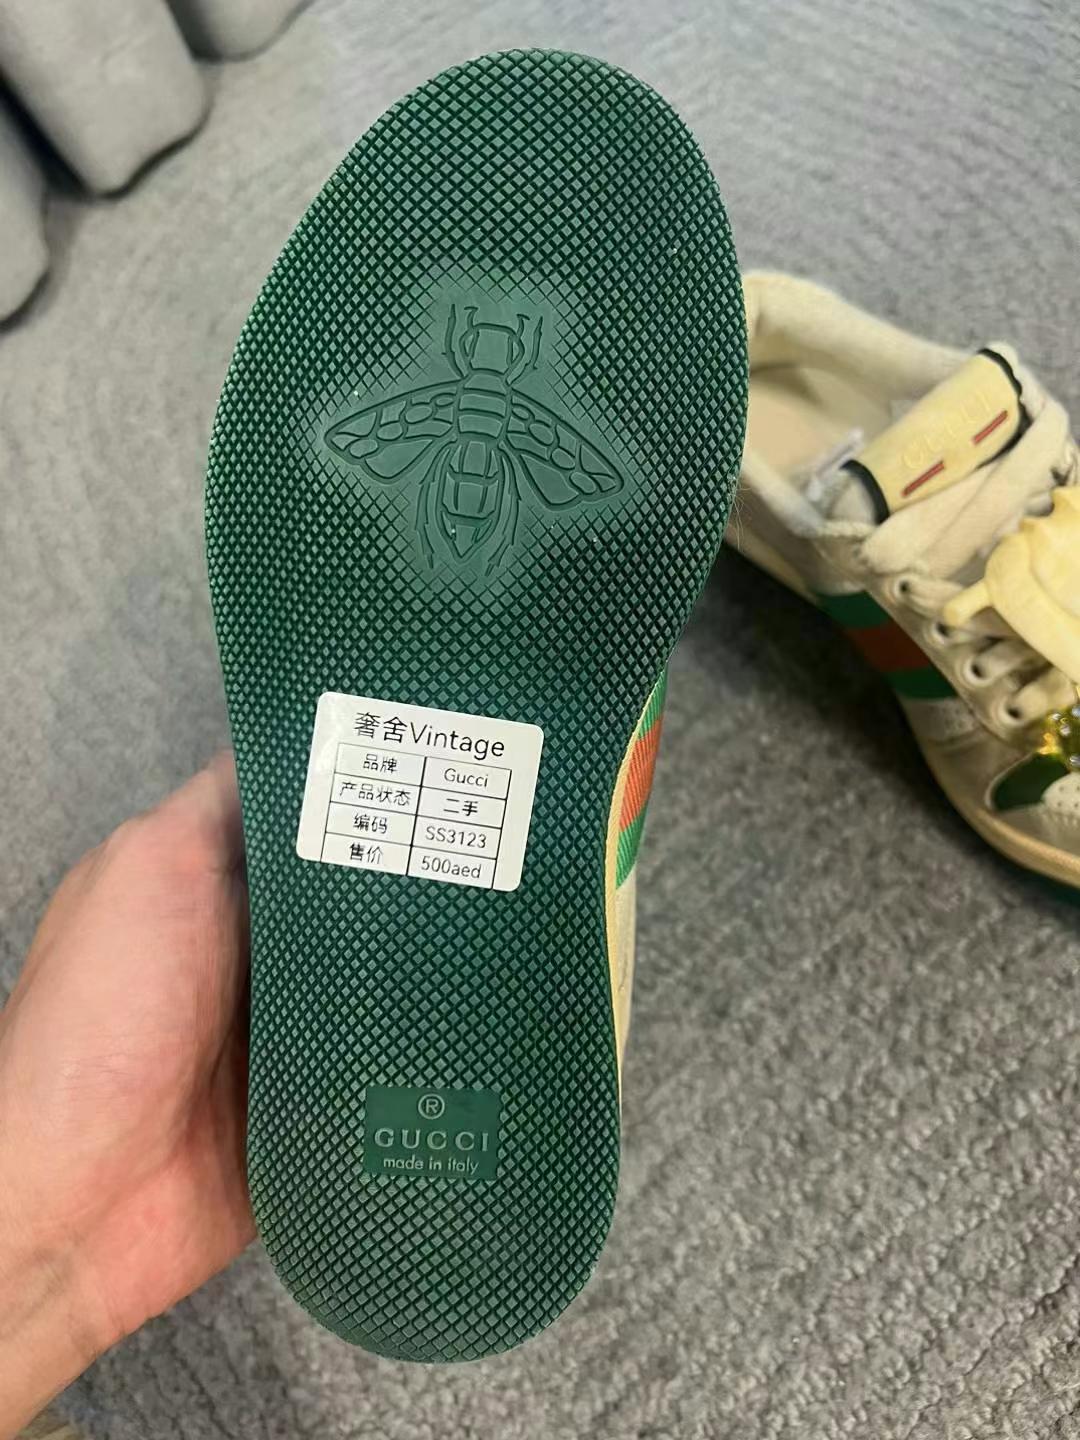 GUCCI
奢舍Vintage
品牌 Gucci
产品状态 二手
编码 SS3123
售价 500aed
®
GUCCI
made in italy